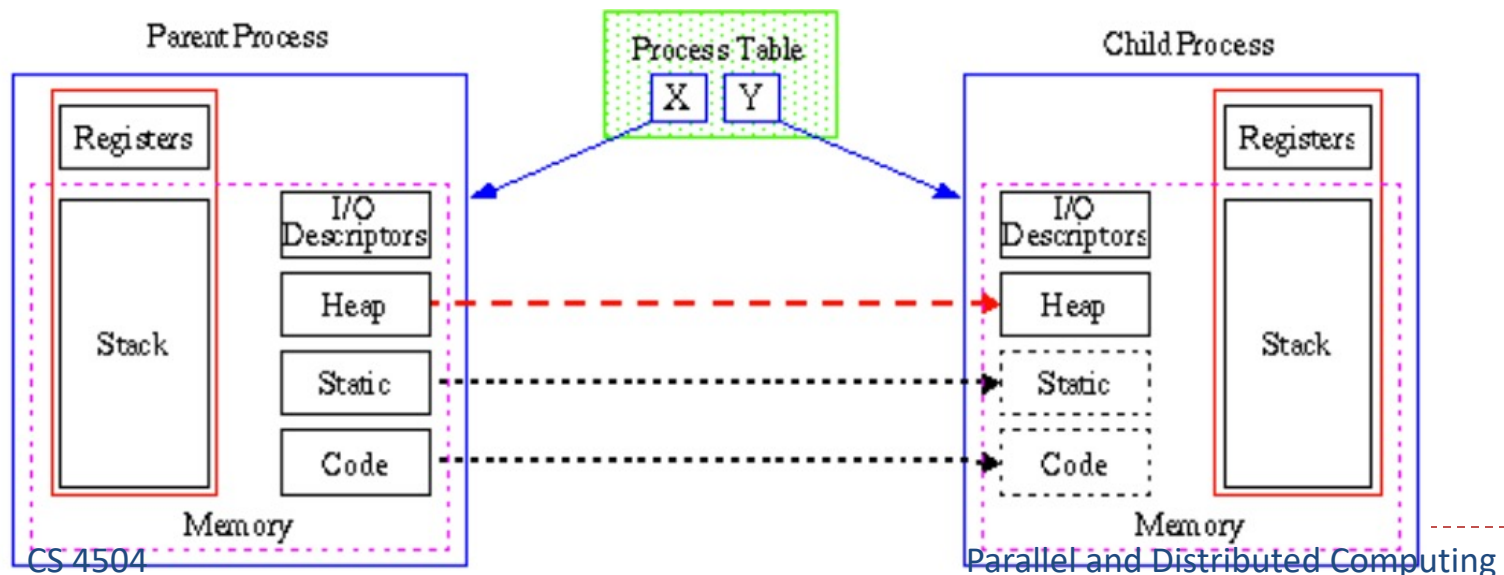 Parent Process
Process Table
Child Process
X Y
Registers
Registers
I/O
Descriptors
I/O
Descriptors
Heap
Heap
Stack
Stack
Static
Static
Code
Code
Memory
Memory
CS 4504
Parallel and Distributed Computing